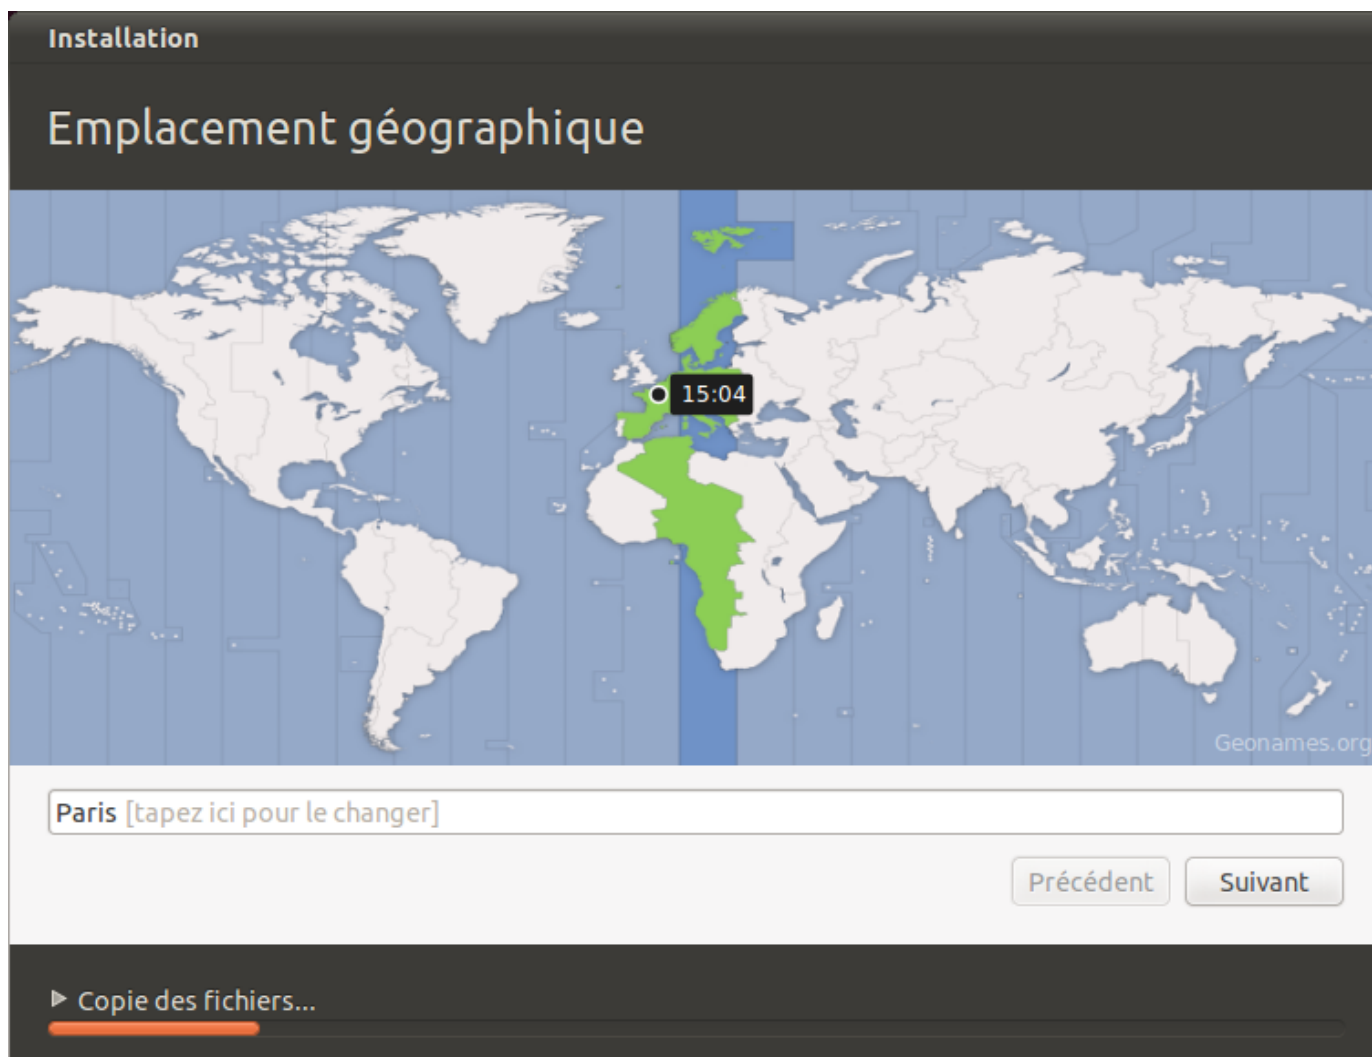 Installation
Emplacement géographique
15:04
Geonames.org
Paris [tapez ici pour le changer]
Précédent
Suivant
Copie des fichiers...